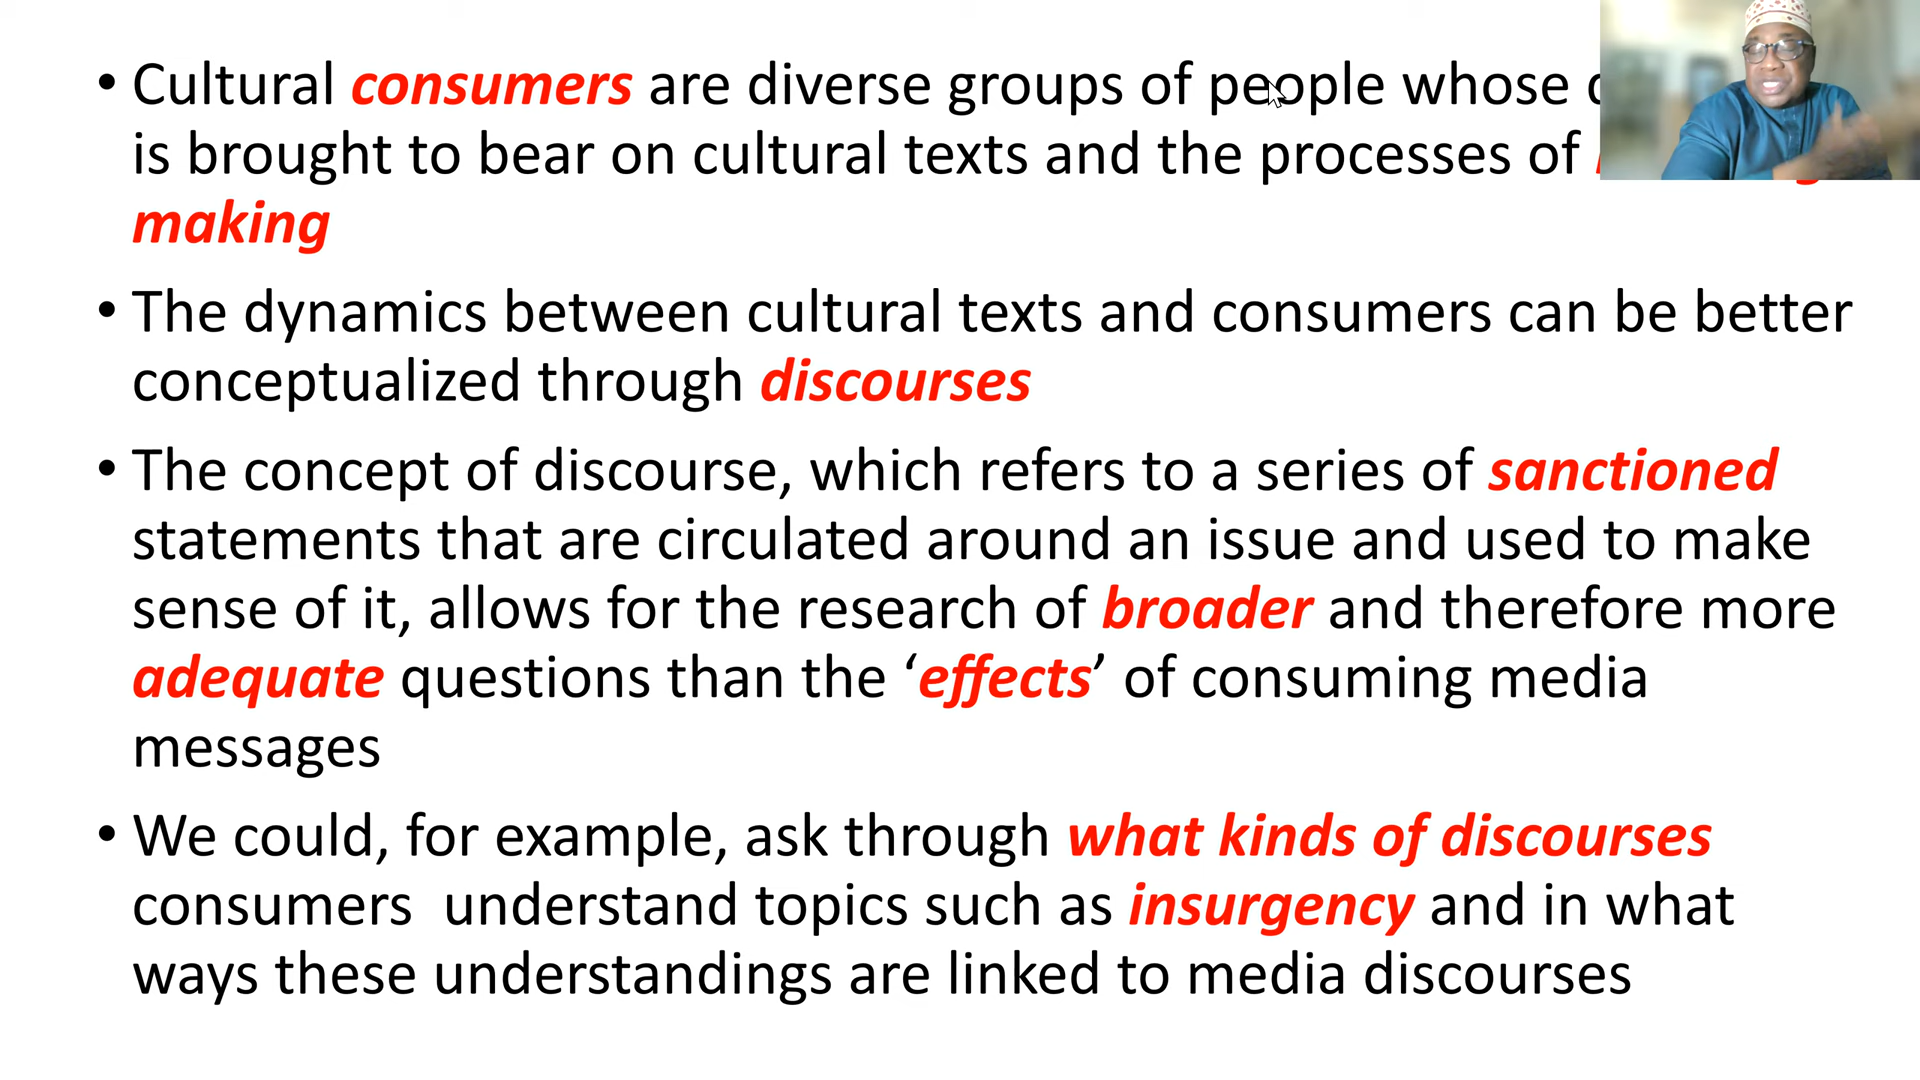 • Cultural consumers are diverse groups of people whose
is brought to bear on cultural texts and the processes of
making
• The dynamics between cultural texts and consumers can be better
conceptualized through discourses
• The concept of discourse, which refers to a series of sanctioned
statements that are circulated around an issue and used to make
sense of it, allows for the research of broader and therefore more
adequate questions than the ‘effects’ of consuming media
messages
• We could, for example, ask through what kinds of discourses
consumers  understand topics such as insurgency and in what
ways these understandings are linked to media discourses